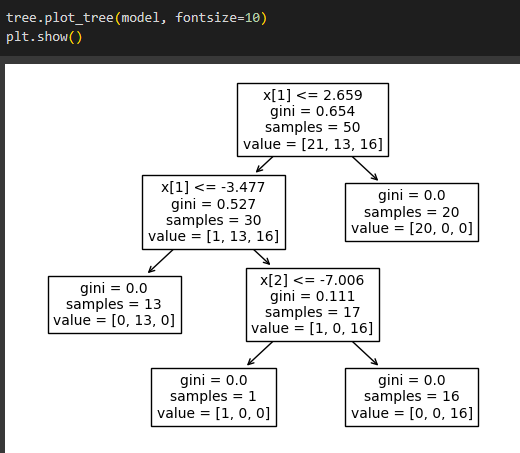 tree.plot_tree(model, fontsize=10)
plt.show()
x[1] <= 2.659
gini = 0.654
samples = 50
value = [21, 13, 16]
x[1] <= -3.477
gini = 0.527
samples = 30
value = [1, 13, 16]
gini = 0.0
samples = 20
value = [20, 0, 0]
gini = 0.0
samples = 13
value = [0, 13, 0]
x[2] <= -7.006
gini = 0.111
samples = 17
value = [1, 0, 16]
gini = 0.0
samples = 1
value = [1, 0, 0]
gini = 0.0
samples = 16
value = [0, 0, 16]